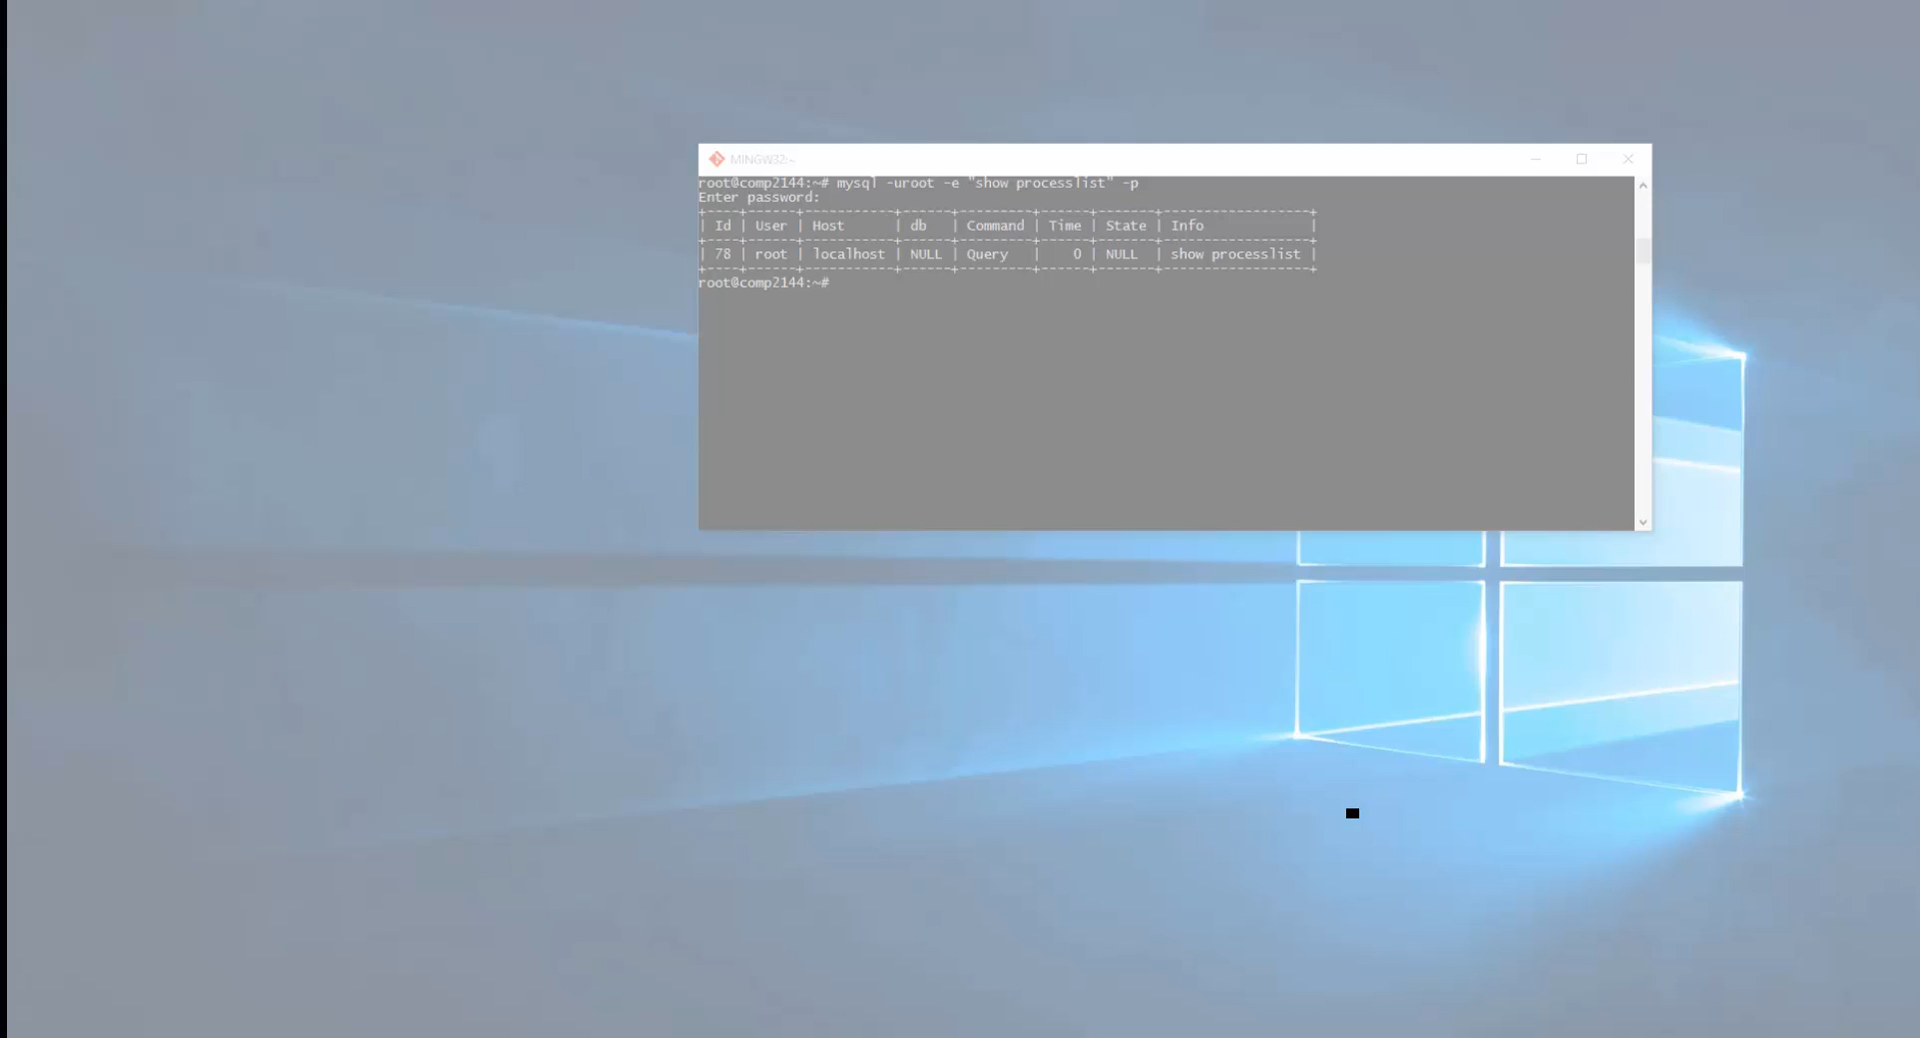 MINGW32:~
root@comp2144:~# mysql -uroot -e "show processlist" -p
Enter password:
+----+------+-----------+------+---------+------+-------+------------------+
| Id | User | Host      | db   | Command | Time | State | Info             |
+----+------+-----------+------+---------+------+-------+------------------+
| 78 | root | localhost | NULL | Query   |    0 | NULL  | show processlist |
+----+------+-----------+------+---------+------+-------+------------------+
root@comp2144:~#